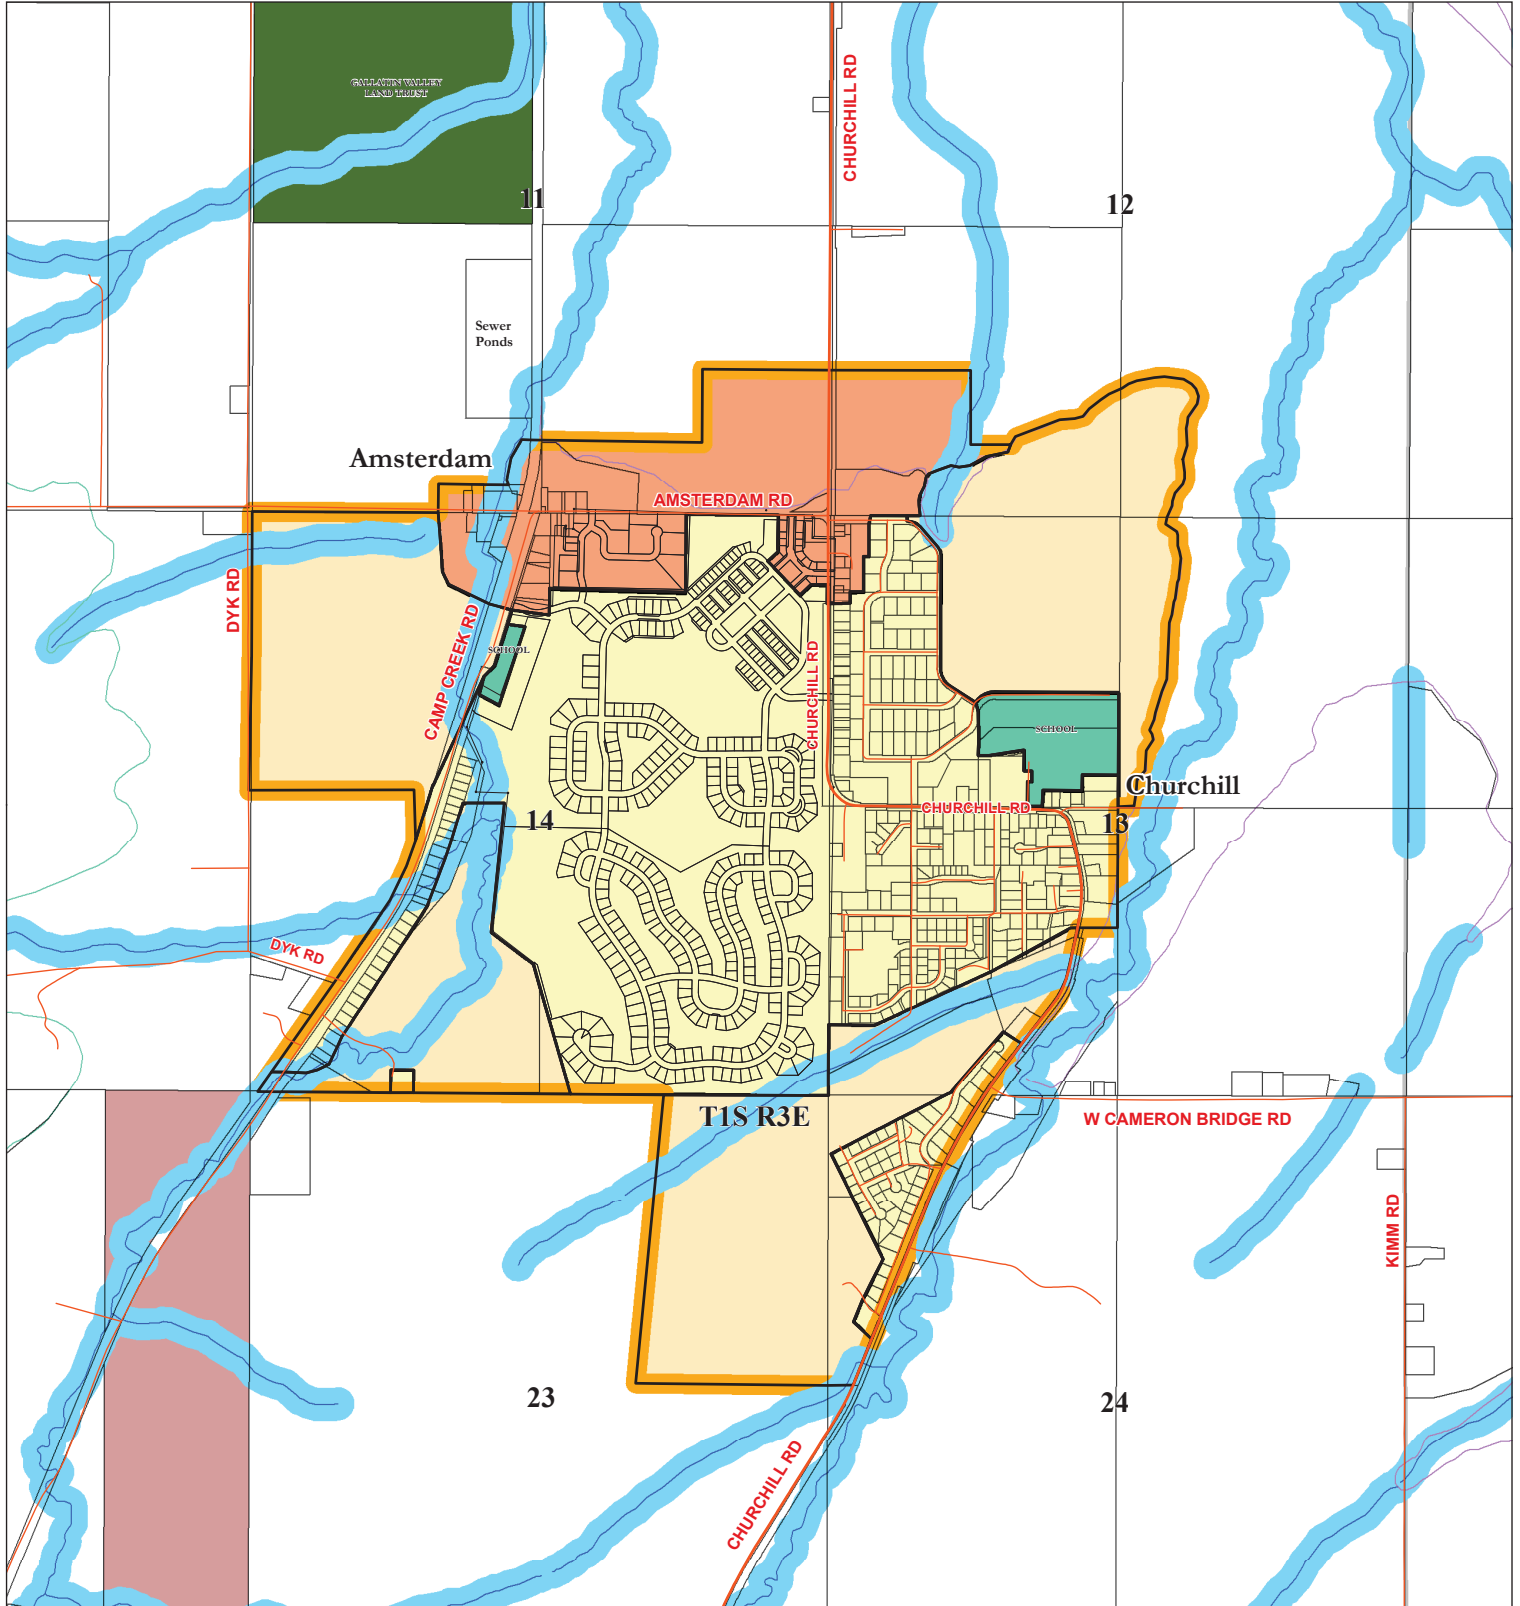 GALLATIN VALLEY
LAND TRUST
CHURCHILL RD
11
12
Sewer
Ponds
Amsterdam
AMSTERDAM RD
DYK RD
CAMP CREEK RD
SCHOOL
CHURCHILL RD
SCHOOL
Churchill
CHURCHILL RD
14
13
DYK RD
T1S R3E
W CAMERON BRIDGE RD
KIMM RD
23
24
CHURCHILL RD